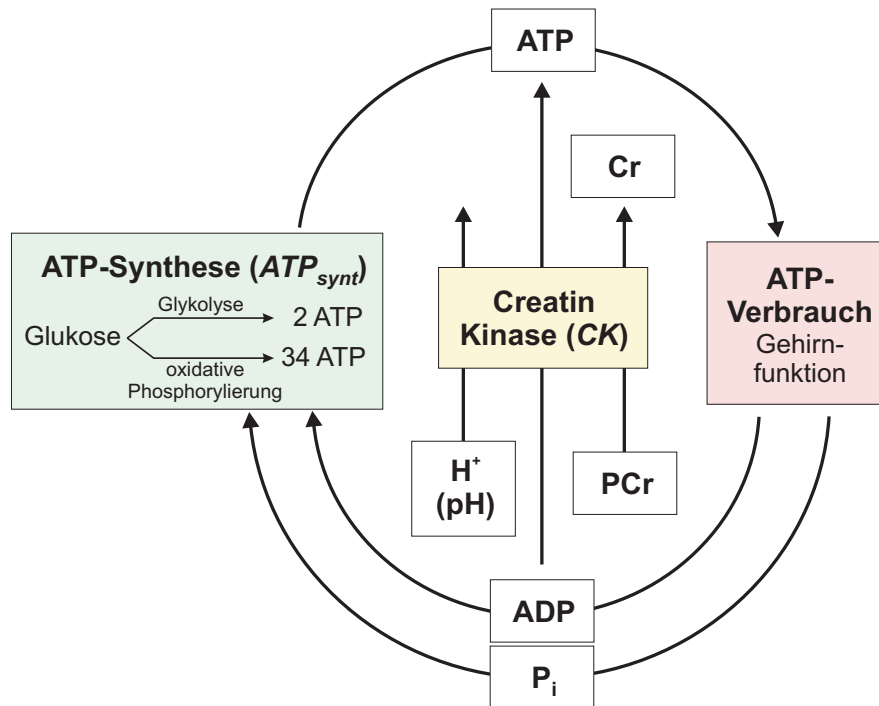 ATP
Cr
ATP-Synthese (ATPsynt)
Glykolyse
Glukose
2 ATP
34 ATP
oxidative
Phosphorylierung
Creatin
Kinase (CK)
ATP-
Verbrauch
Gehirn-
funktion
H⁺
(pH)
PCr
ADP
Pi